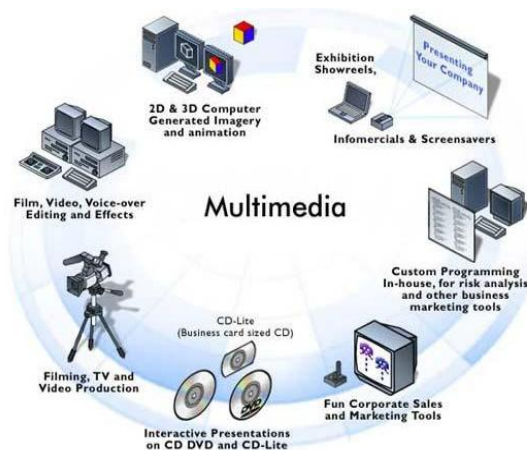 Presenting
Your Company
Exhibition
Showreels,
Infomercials & Screensavers
2D & 3D Computer
Generated Imagery
and animation
Film, Video, Voice-over
Editing and Effects
Multimedia
Custom Programming
In-house, for risk analysis
and other business
marketing tools
Filming, TV and
Video Production
CD-Lite
(Business card sized CD)
DVD
Interactive Presentations
on CD DVD and CD-Lite
Fun Corporate Sales
and Marketing Tools